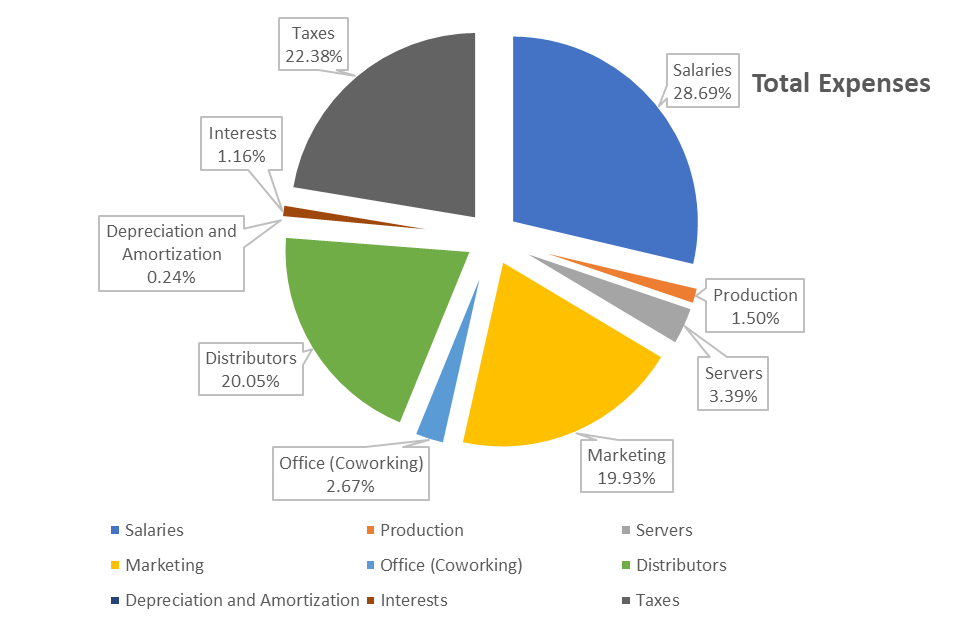 Total Expenses
Taxes
22.38%
Salaries
28.69%
Interests
1.16%
Depreciation and
Amortization
0.24%
Production
1.50%
Distributors
20.05%
Servers
3.39%
Office (Coworking)
2.67%
Marketing
19.93%
Salaries
Production
Servers
Marketing
Office (Coworking)
Distributors
Depreciation and Amortization
Interests
Taxes